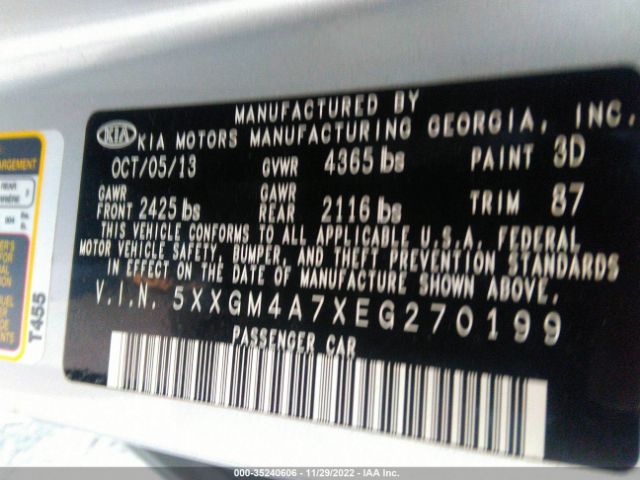 MANUFACTURED BY
KIA KIA MOTORS MANUFACTURING GEORGIA, INC.
OCT/05/13 GVWR 4365 lbs PAINT 3D
GAWR FRONT 2425 lbs GAWR REAR 2116 lbs TRIM 87
THIS VEHICLE CONFORMS TO ALL APPLICABLE U.S.A. FEDERAL
MOTOR VEHICLE SAFETY, BUMPER, AND THEFT PREVENTION STANDARDS
IN EFFECT ON THE DATE OF MANUFACTURE SHOWN ABOVE.
V.I.N. 5XXGM4A7XEG270199
PASSENGER CAR
T455
000-35240606 - 11/29/2022 - IAA Inc.